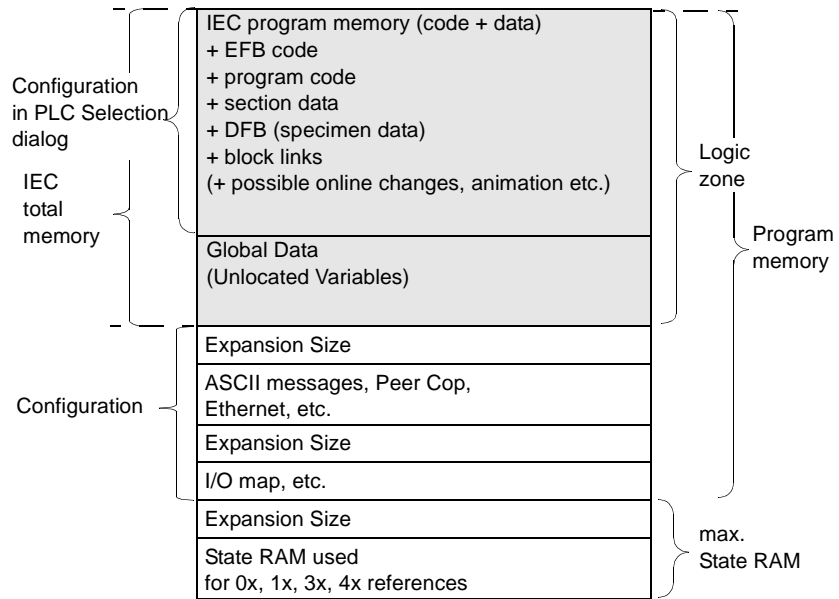 IEC program memory (code + data)
+ EFB code
+ program code
+ section data
+ DFB (specimen data)
+ block links
(+ possible online changes, animation etc.)
Configuration
in PLC Selection
dialog
IEC
total
memory
Logic
zone
Program
memory
Global Data
(Unlocated Variables)
Expansion Size
ASCII messages, Peer Cop,
Ethernet, etc.
Configuration
Expansion Size
I/O map, etc.
Expansion Size
State RAM used
for 0x, 1x, 3x, 4x references
max.
State RAM